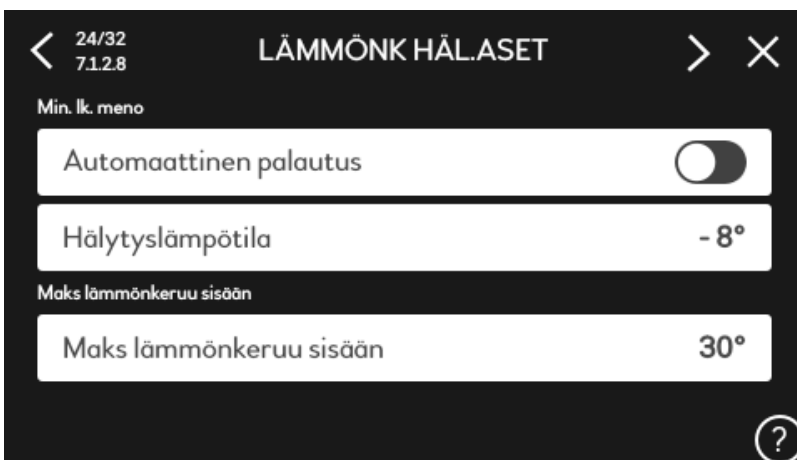 24/32
7.1.2.8
LÄMMÖNK HÄL.ASET
Min. lk. meno
Automaattinen palautus
Hälytyslämpötila
- 8°
Maks lämmönkeruu sisään
Maks lämmönkeruu sisään
30°
?